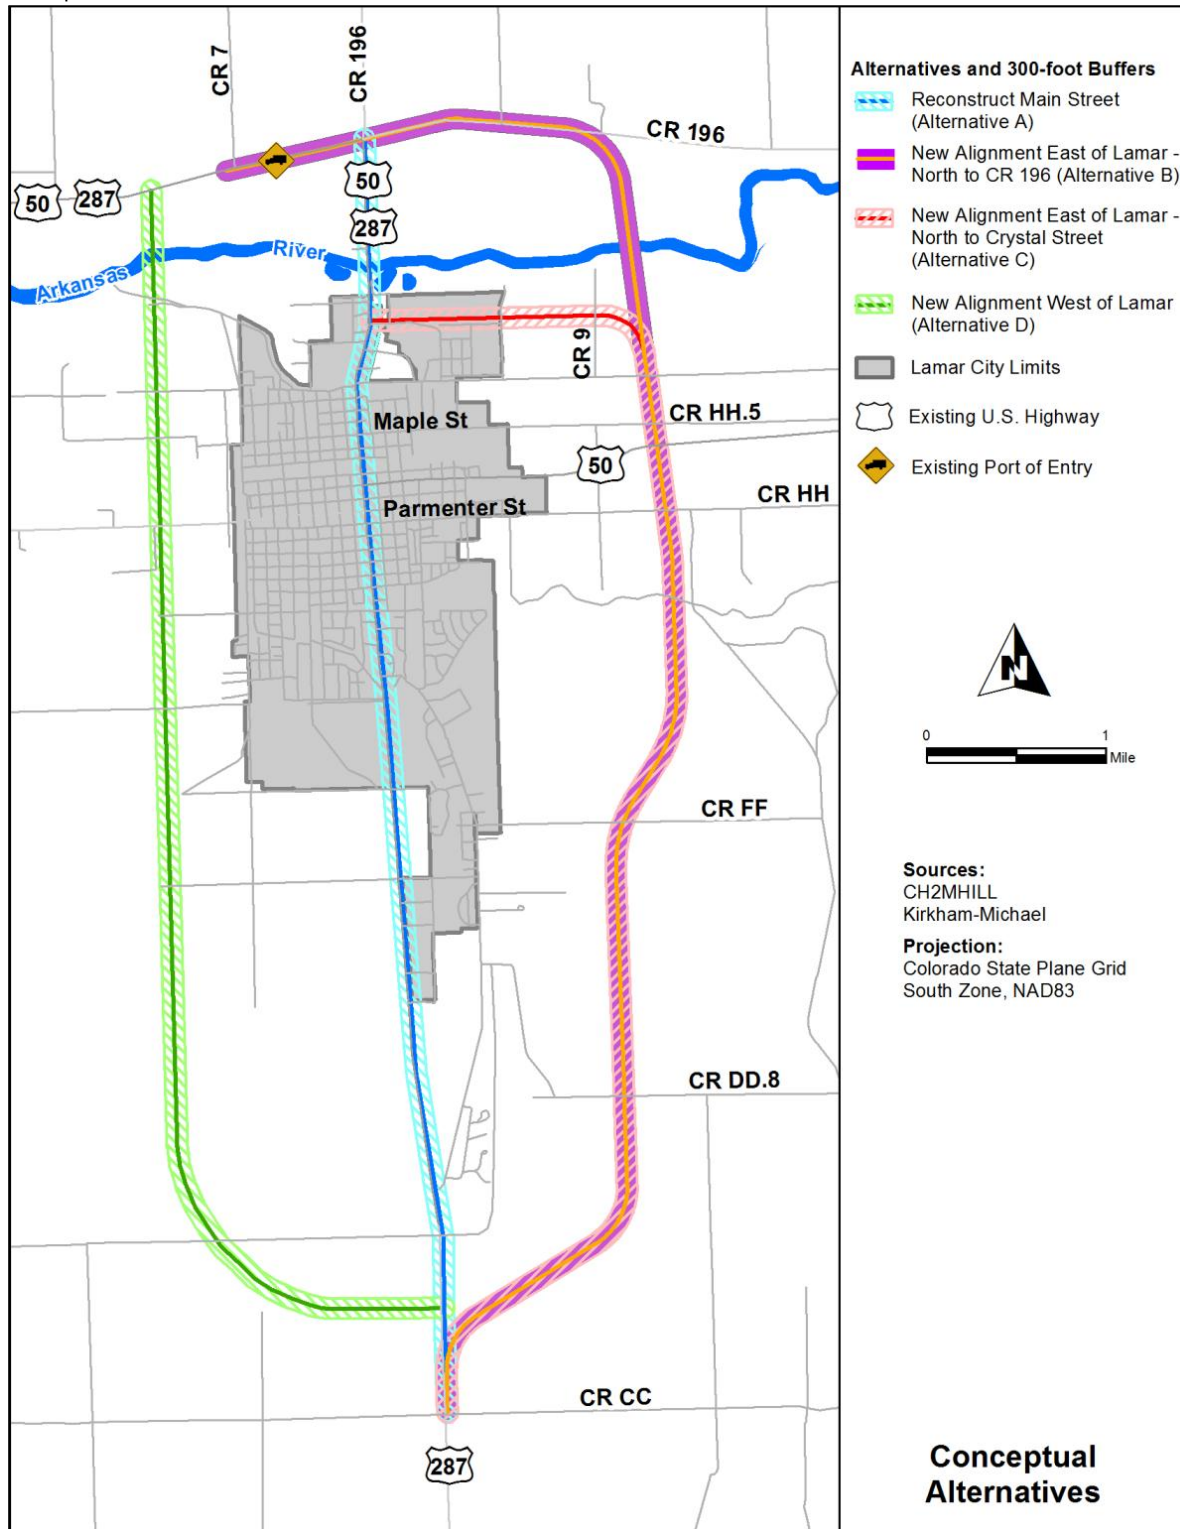 CR 7
CR 196
CR 196
50
287
50
287
Arkansas
River
CR 9
Maple St
CR HH.5
50
Parmenter St
CR HH
CR FF
CR DD.8
CR CC
287
Alternatives and 300-foot Buffers
Reconstruct Main Street
(Alternative A)
New Alignment East of Lamar -
North to CR 196 (Alternative B)
New Alignment East of Lamar -
North to Crystal Street
(Alternative C)
New Alignment West of Lamar
(Alternative D)
Lamar City Limits
Existing U.S. Highway
Existing Port of Entry
N
0 1
Mile
Sources:
CH2MHILL
Kirkham-Michael
Projection:
Colorado State Plane Grid
South Zone, NAD83
Conceptual
Alternatives